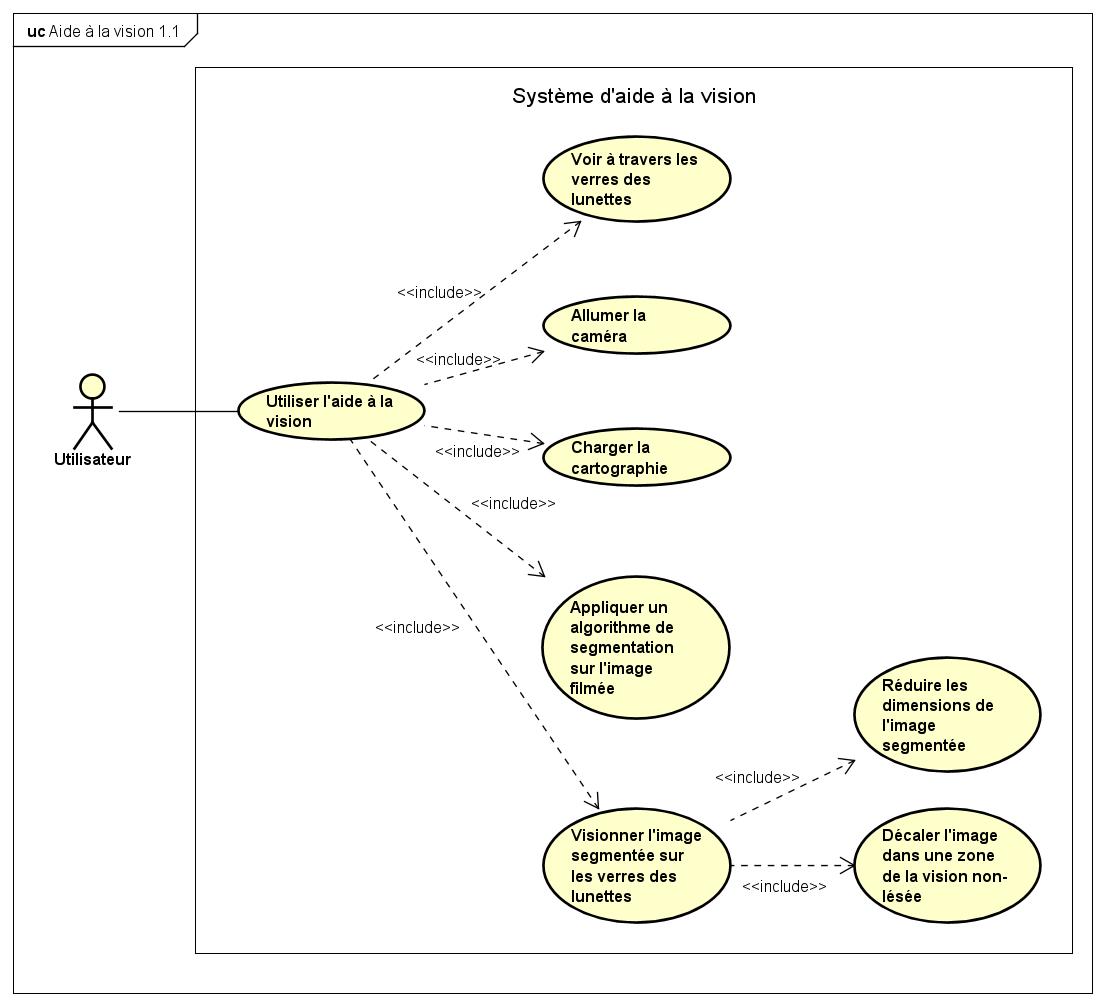 uc Aide à la vision 1.1
Système d'aide à la vision
Voir à travers les
verres des
lunettes
<<include>>
Allumer la
caméra
<<include>>
Utilisateur
Utiliser l'aide à la
vision
<<include>>
Charger la
cartographie
<<include>>
Appliquer un
algorithme de
segmentation
sur l'image
filmée
<<include>>
Réduire les
dimensions de
l'image
segmentée
<<include>>
Visionner l'image
segmentée sur
les verres des
lunettes
<<include>>
Décaler l'image
dans une zone
de la vision non-
lésée